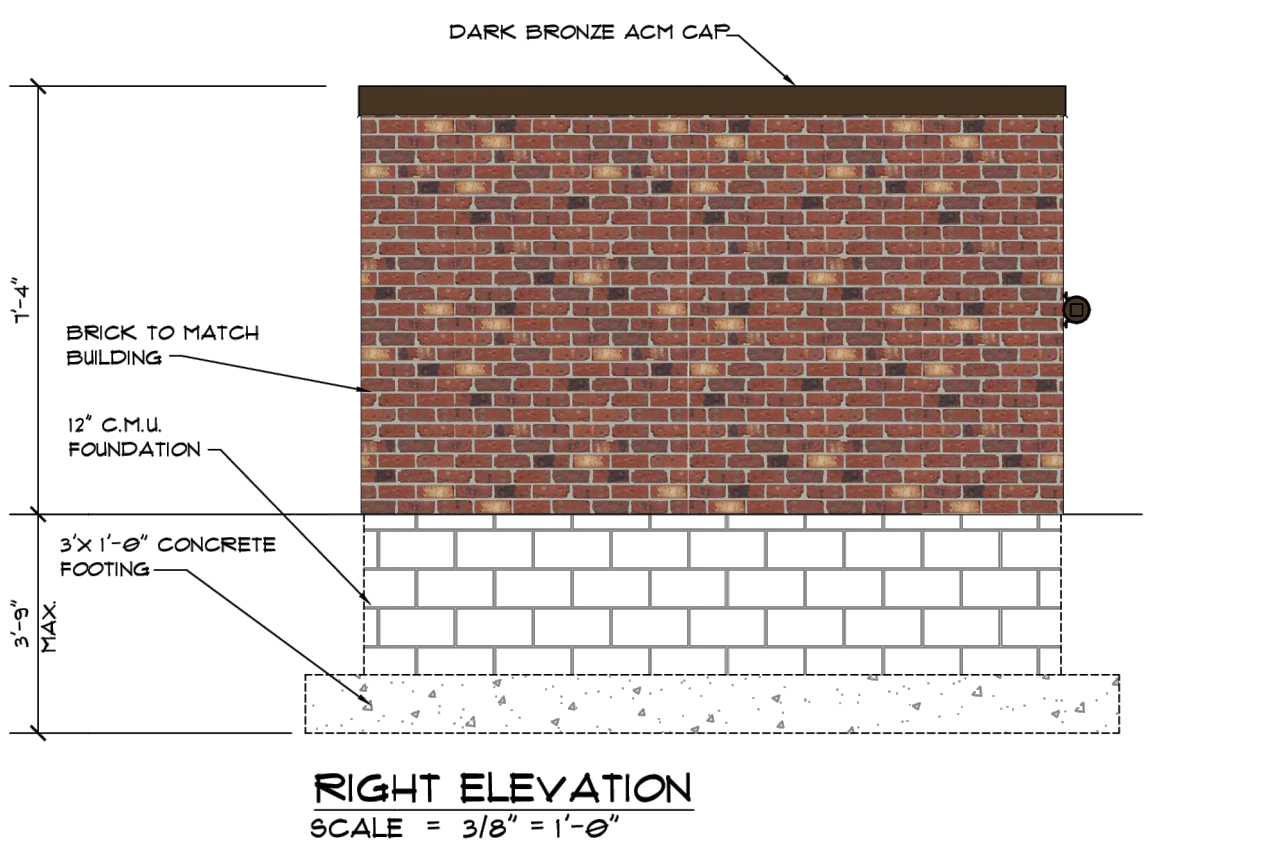 DARK BRONZE ACM CAP
7'-4"
BRICK TO MATCH
BUILDING
12" C.M.U.
FOUNDATION
3'X 1'-0" CONCRETE
FOOTING
3'-9"
MAX.
RIGHT ELEVATION
SCALE = 3/8" = 1'-0"